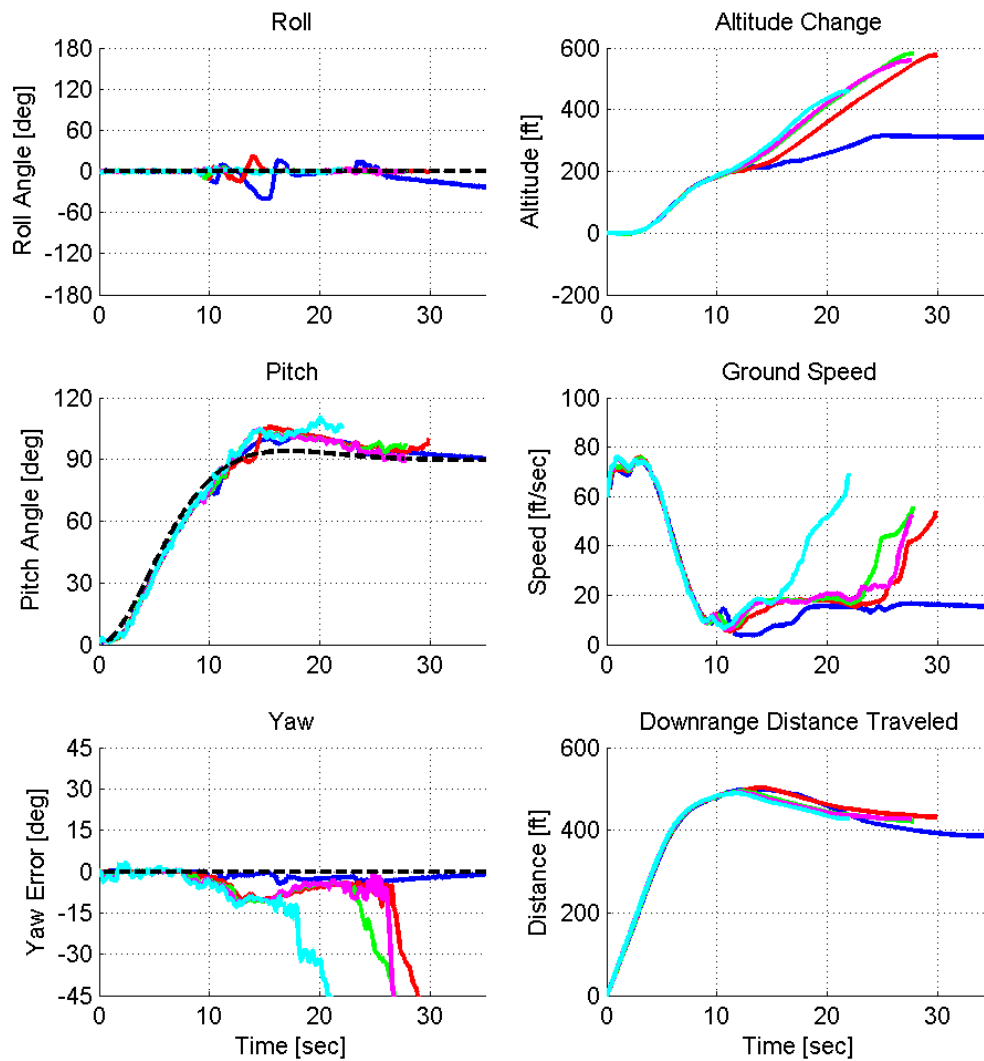 Roll
Roll Angle [deg]
180
120
60
0
-60
-120
-180
0 10 20 30
Altitude Change
Altitude [ft]
600
400
200
0
-200
0 10 20 30
Pitch
Pitch Angle [deg]
120
90
60
30
0
0 10 20 30
Ground Speed
Speed [ft/sec]
100
80
60
40
20
0
0 10 20 30
Yaw
Yaw Error [deg]
45
30
15
0
-15
-30
-45
0 10 20 30
Time [sec]
Downrange Distance Traveled
Distance [ft]
600
400
200
0
0 10 20 30
Time [sec]